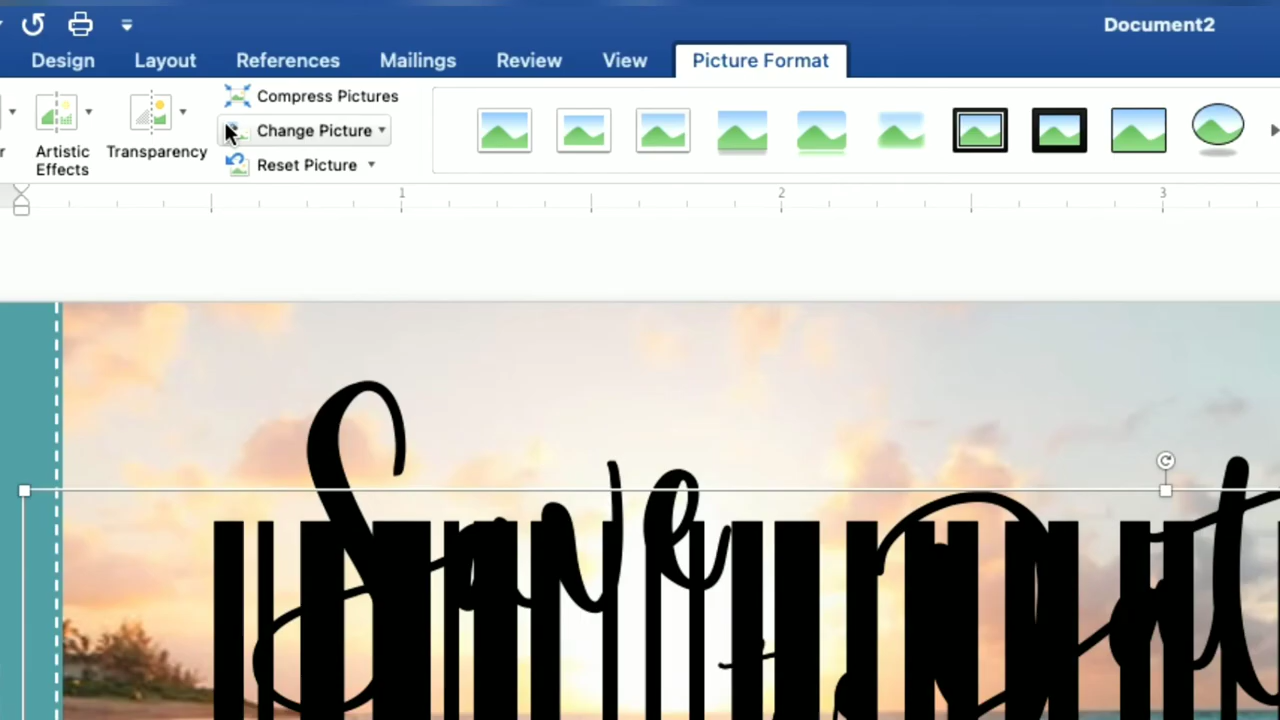 Document2
Design Layout References Mailings Review View Picture Format
Compress Pictures
Change Picture
Artistic Effects
Transparency
Reset Picture
1 2 3
Save